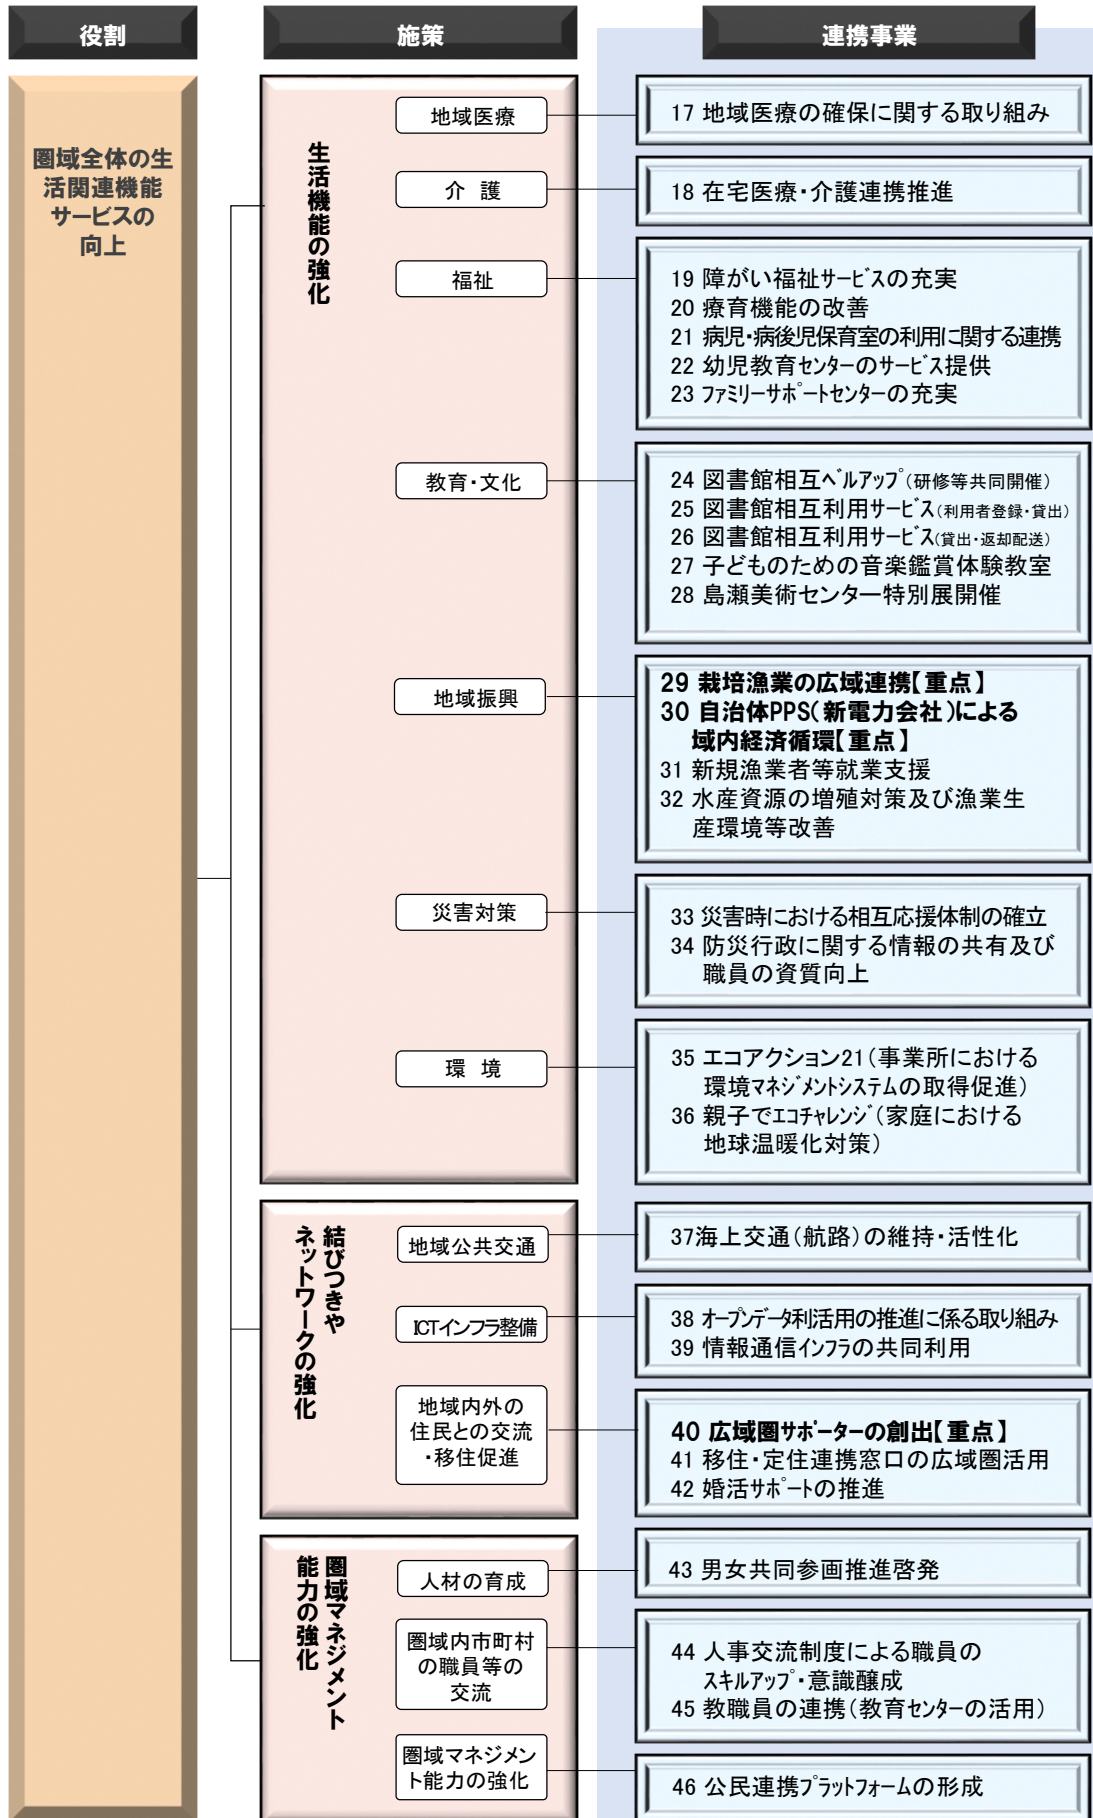 役割
施策
連携事業
圏域全体の生
活関連機能
サービスの
向上
生活機能の強化
地域医療
17 地域医療の確保に関する取り組み
介 護
18 在宅医療・介護連携推進
福祉
19 障がい福祉サービスの充実
20 療育機能の改善
21 病児・病後児保育室の利用に関する連携
22 幼児教育センターのサービス提供
23 ファミリーサポートセンターの充実
教育・文化
24 図書館相互ベルアップ(研修等共同開催)
25 図書館相互利用サービス(利用者登録・貸出)
26 図書館相互利用サービス(貸出・返却配送)
27 子どものための音楽鑑賞体験教室
28 島瀬美術センター特別展開催
地域振興
29 栽培漁業の広域連携【重点】
30 自治体PPS(新電力会社)による
域内経済循環【重点】
31 新規漁業者等就業支援
32 水産資源の増殖対策及び漁業生
産環境等改善
災害対策
33 災害時における相互応援体制の確立
34 防災行政に関する情報の共有及び
職員の資質向上
環 境
35 エコアクション21(事業所における
環境マネジメントシステムの取得促進)
36 親子でエコチャレンジ(家庭における
地球温暖化対策)
結びつきや
ネットワークの強化
地域公共交通
37海上交通(航路)の維持・活性化
ICTインフラ整備
38 オープンデータ利活用の推進に係る取り組み
39 情報通信インフラの共同利用
地域内外の
住民との交流
・移住促進
40 広域圏サポーターの創出【重点】
41 移住・定住連携窓口の広域圏活用
42 婚活サポートの推進
圏域マネジメント
能力の強化
人材の育成
43 男女共同参画推進啓発
圏域内市町村
の職員等の
交流
44 人事交流制度による職員の
スキルアップ・意識醸成
45 教職員の連携(教育センターの活用)
圏域マネジメン
ト能力の強化
46 公民連携プラットフォームの形成